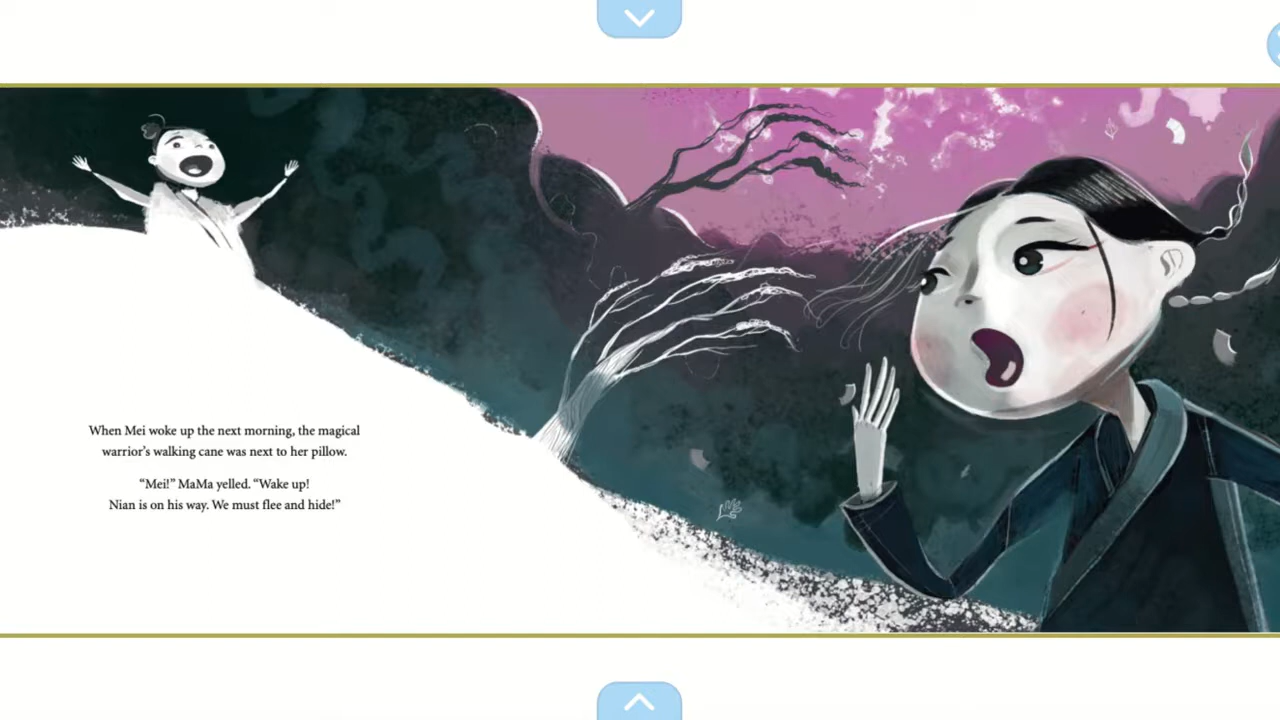 When Mei woke up the next morning, the magical
warrior’s walking cane was next to her pillow.
“Mei!” MaMa yelled. “Wake up!
Nian is on his way. We must flee and hide!”